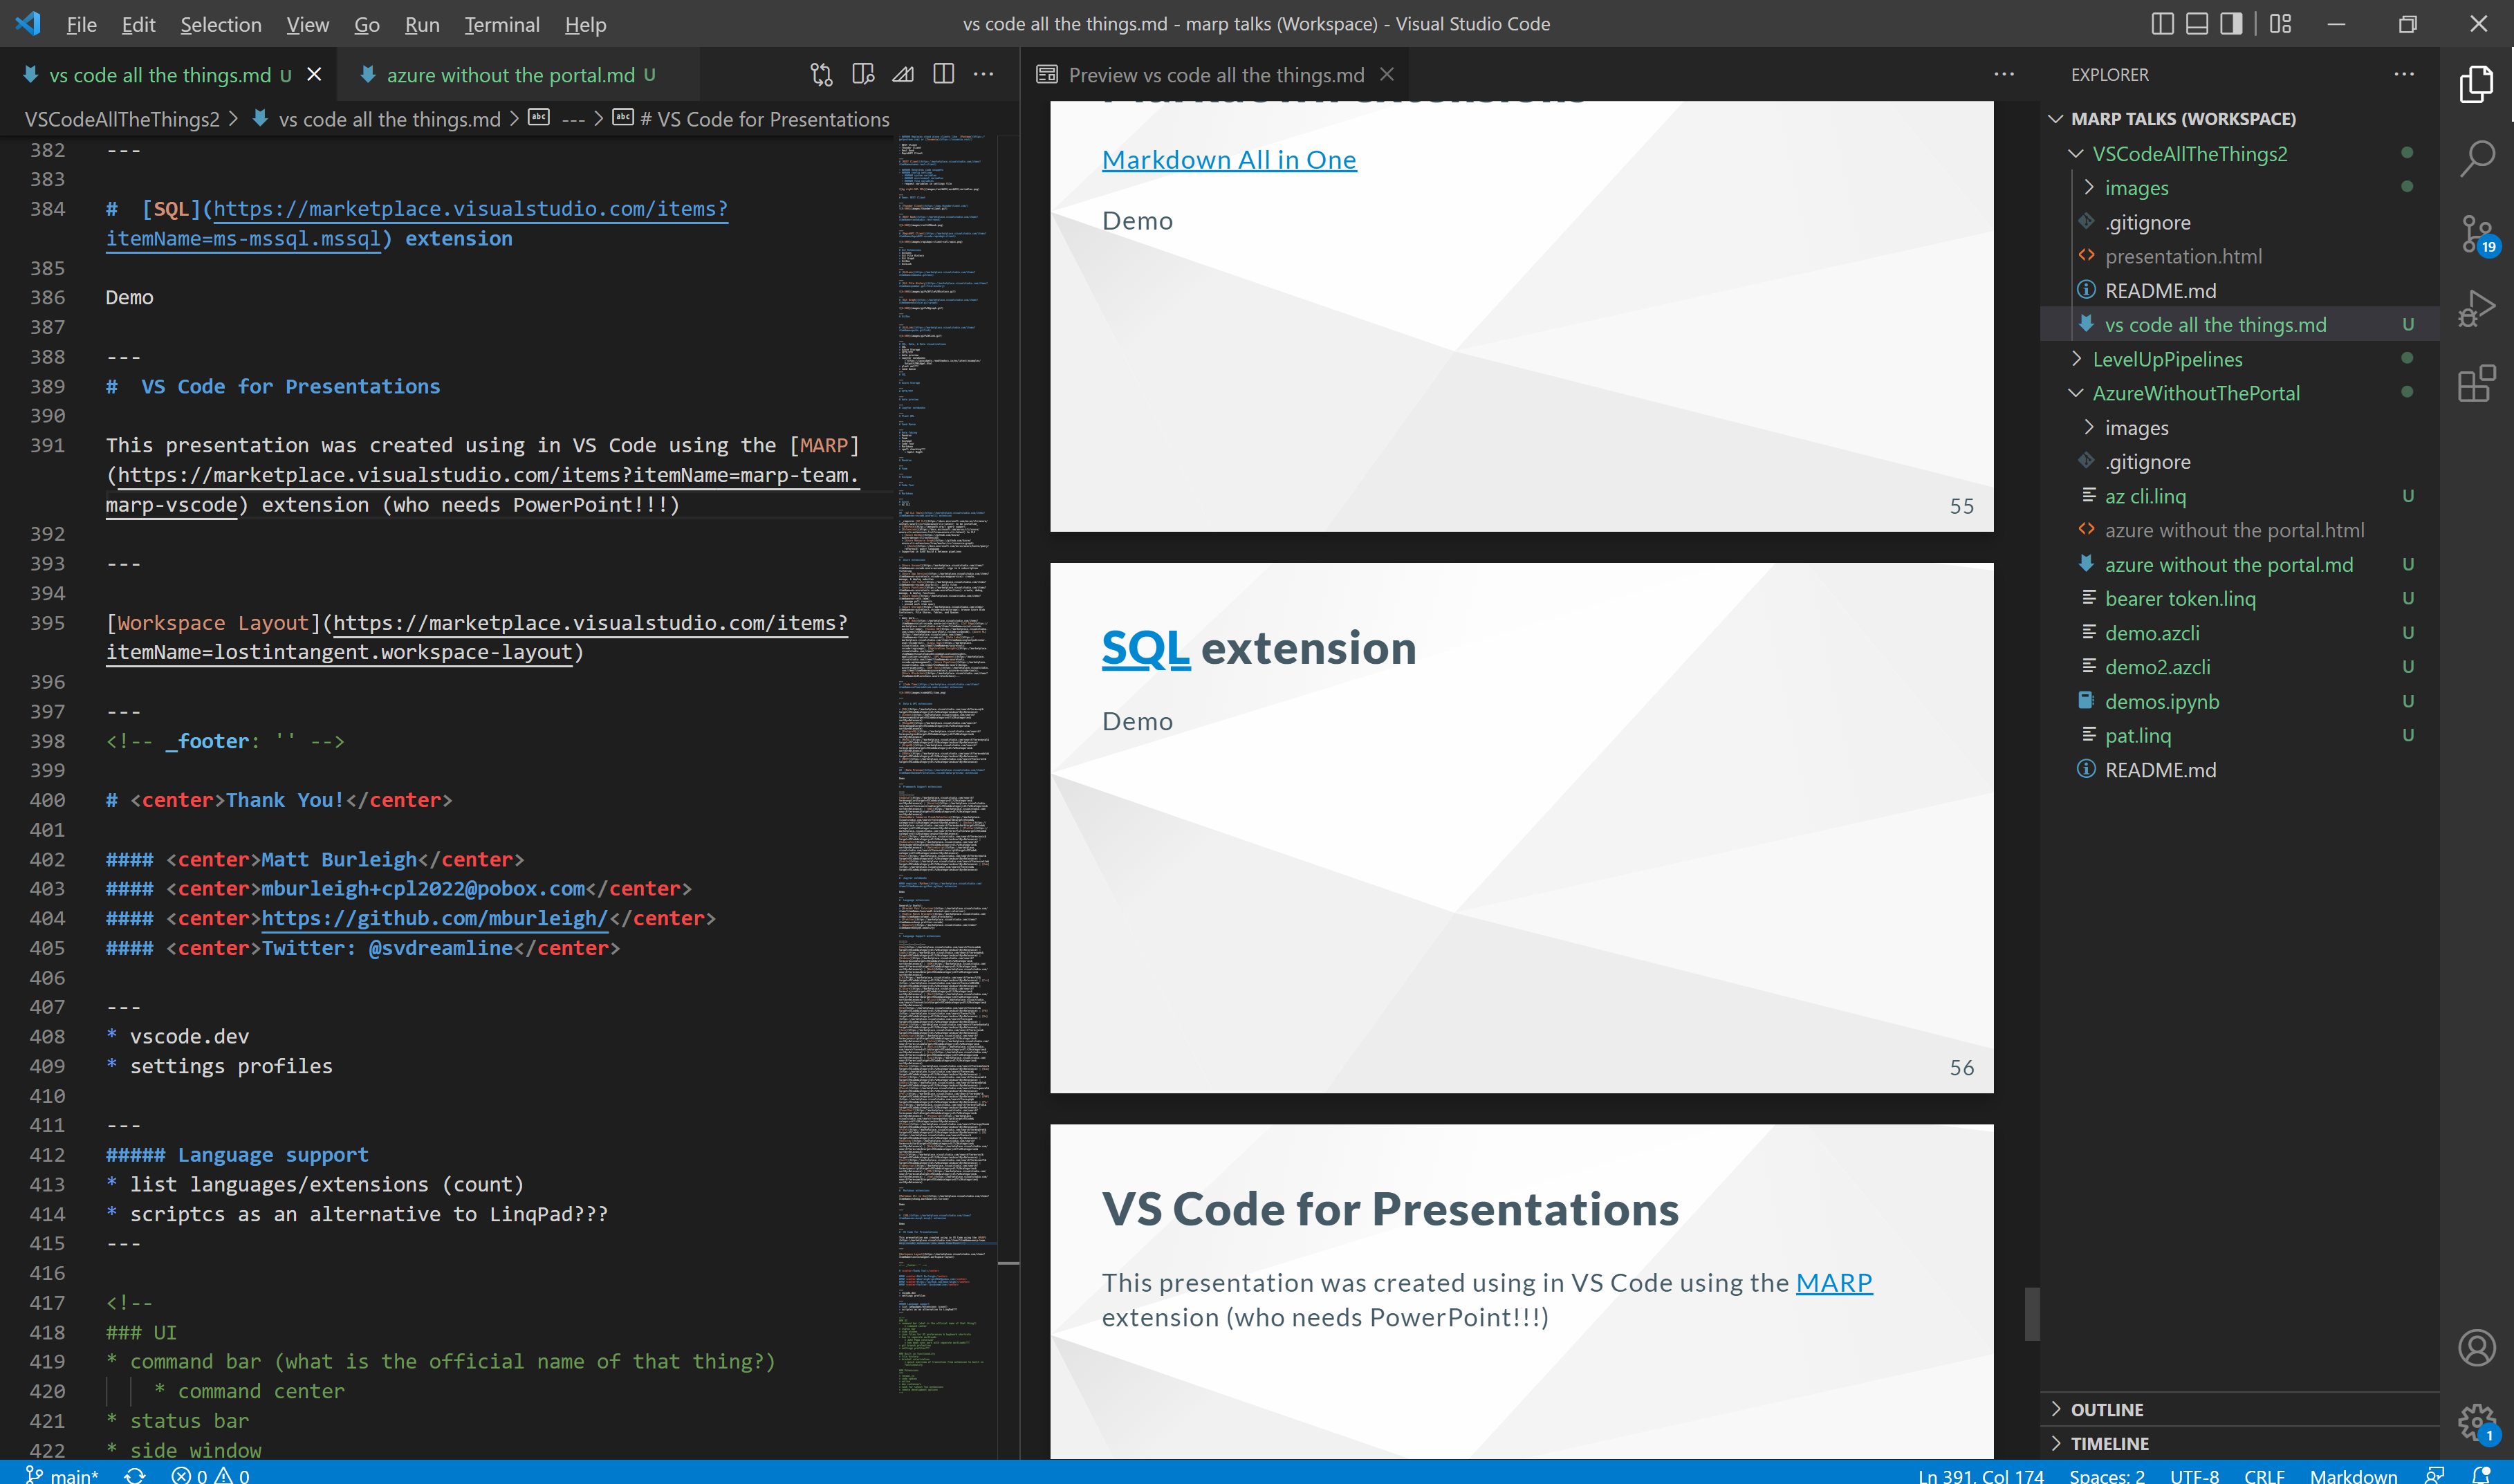 File Edit Selection View Go Run Terminal Help
vs code all the things.md - marp talks (Workspace) - Visual Studio Code
vs code all the things.md U
azure without the portal.md U
VSCodeAllTheThings2 > vs code all the things.md > --- > # VS Code for Presentations
382 ---
383
384 # [SQL](https://marketplace.visualstudio.com/items?
itemName=ms-mssql.mssql) extension
385
386 Demo
387
388 ---
389 # VS Code for Presentations
390
391 This presentation was created using in VS Code using the [MARP]
(https://marketplace.visualstudio.com/items?itemName=marp-team.
marp-vscode) extension (who needs PowerPoint!!!)
392
393 ---
394
395 [Workspace Layout](https://marketplace.visualstudio.com/items?
itemName=lostintangent.workspace-layout)
396
397 ---
398 <!-- _footer: '' -->
399
400 # <center>Thank You!</center>
401
402 #### <center>Matt Burleigh</center>
403 #### <center>mburleigh+cpl2022@pobox.com</center>
404 #### <center>https://github.com/mburleigh/</center>
405 #### <center>Twitter: @svdreamline</center>
406
407 ---
408 * vscode.dev
409 * settings profiles
410
411 ---
412 ##### Language support
413 * list languages/extensions (count)
414 * scriptcs as an alternative to LinqPad???
415 ---
416
417 <!--
418 ### UI
419 * command bar (what is the official name of that thing?)
420 * command center
421 * status bar
422 * side window
Preview vs code all the things.md
Markdown All in One
Demo
55
SQL extension
Demo
56
VS Code for Presentations
This presentation was created using in VS Code using the MARP
extension (who needs PowerPoint!!!)
EXPLORER
MARP TALKS (WORKSPACE)
VSCodeAllTheThings2
images
.gitignore
presentation.html
README.md
vs code all the things.md U
LevelUpPipelines
AzureWithoutThePortal
images
.gitignore
az cli.linq U
azure without the portal.html
azure without the portal.md U
bearer token.linq U
demo.azcli U
demo2.azcli U
demos.ipynb U
pat.linq U
README.md
OUTLINE
TIMELINE
19
1
main* 0 0
Ln 391, Col 174 Spaces: 2 UTF-8 CRLF Markdown